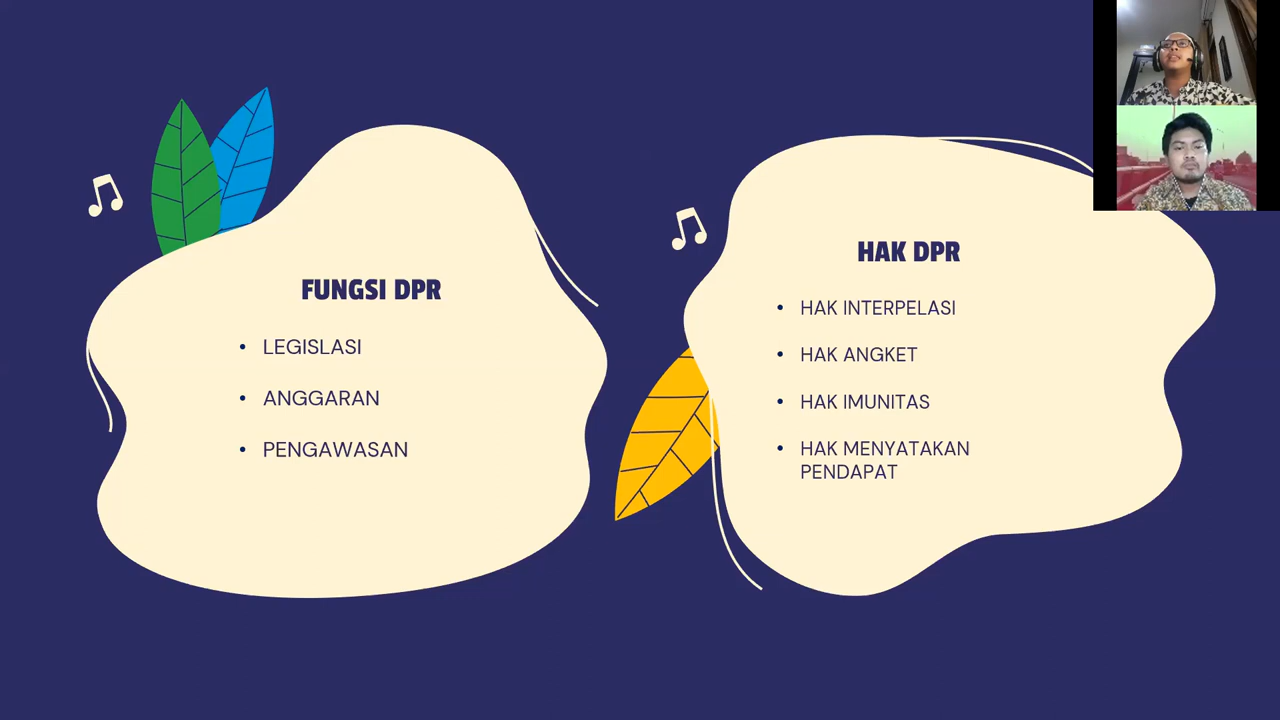 FUNGSI DPR
• LEGISLASI
• ANGGARAN
• PENGAWASAN
HAK DPR
• HAK INTERPELASI
• HAK ANGKET
• HAK IMUNITAS
• HAK MENYATAKAN
PENDAPAT